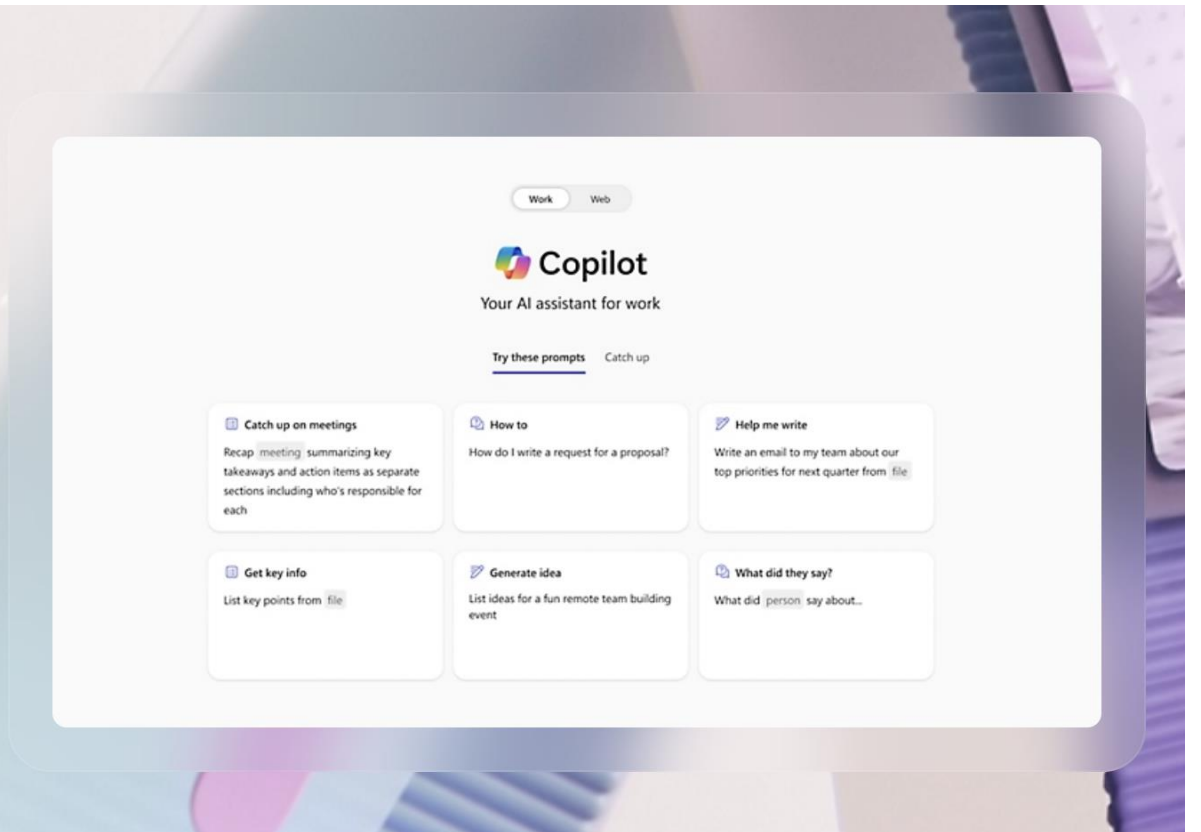 Work Web
Copilot
Your AI assistant for work
Try these prompts Catch up
Catch up on meetings
Recap meeting summarizing key
takeaways and action items as separate
sections including who's responsible for
each
How to
How do I write a request for a proposal?
Help me write
Write an email to my team about our
top priorities for next quarter from file
Get key info
List key points from file
Generate idea
List ideas for a fun remote team building
event
What did they say?
What did person say about...